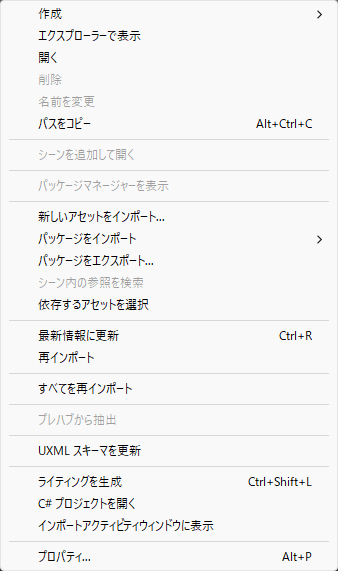 作成
エクスプローラーで表示
開く
削除
名前を変更
パスをコピー Alt+Ctrl+C
シーンを追加して開く
パッケージマネージャーを表示
新しいアセットをインポート...
パッケージをインポート
パッケージをエクスポート...
シーン内の参照を検索
依存するアセットを選択
最新情報に更新 Ctrl+R
再インポート
すべてを再インポート
プレハブから抽出
UXML スキーマを更新
ライティングを生成 Ctrl+Shift+L
C# プロジェクトを開く
インポートアクティビティウィンドウに表示
プロパティ... Alt+P